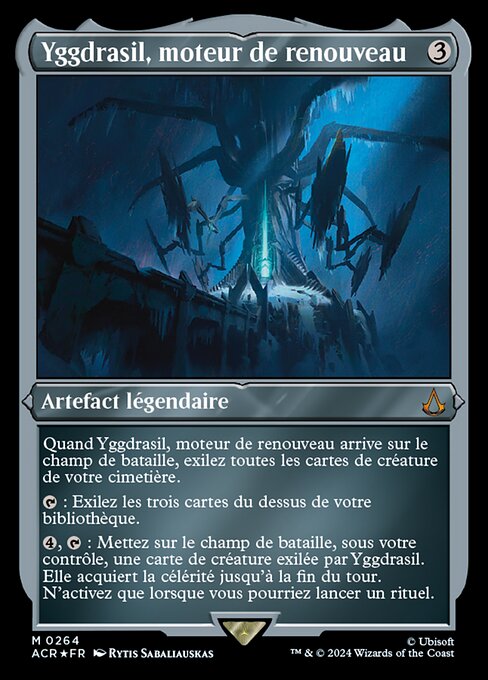 Yggdrasil, moteur de renouveau 3
Artefact légendaire
Quand Yggdrasil, moteur de renouveau arrive sur le
champ de bataille, exilez toutes les cartes de créature
de votre cimetière.
: Exilez les trois cartes du dessus de votre
bibliothèque.
4, : Mettez sur le champ de bataille, sous votre
contrôle, une carte de créature exilée par Yggdrasil.
Elle acquiert la célérité jusqu'à la fin du tour.
N'activez que lorsque vous pourriez lancer un rituel.
M 0264
ACR★FR Rytis Sabaliauskas
© Ubisoft
™ & © 2024 Wizards of the Coast